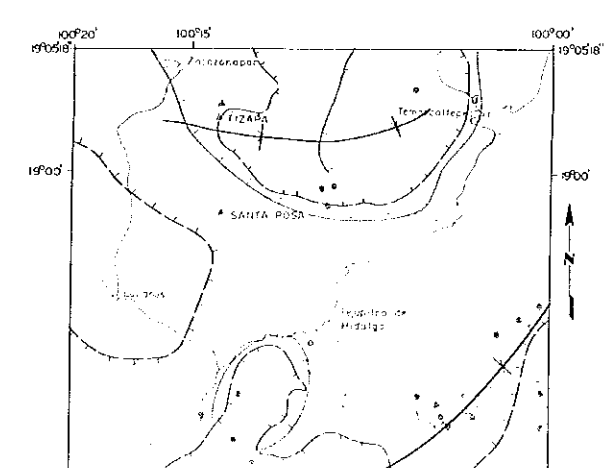 100°20'
100°15'
100°00'
19°05'18"
19°05'18"
Zacazonapan
TIZAPA
Temascaltepec
19°00'
19°00'
SANTA ROSA
N
Tejupilco de
Hidalgo